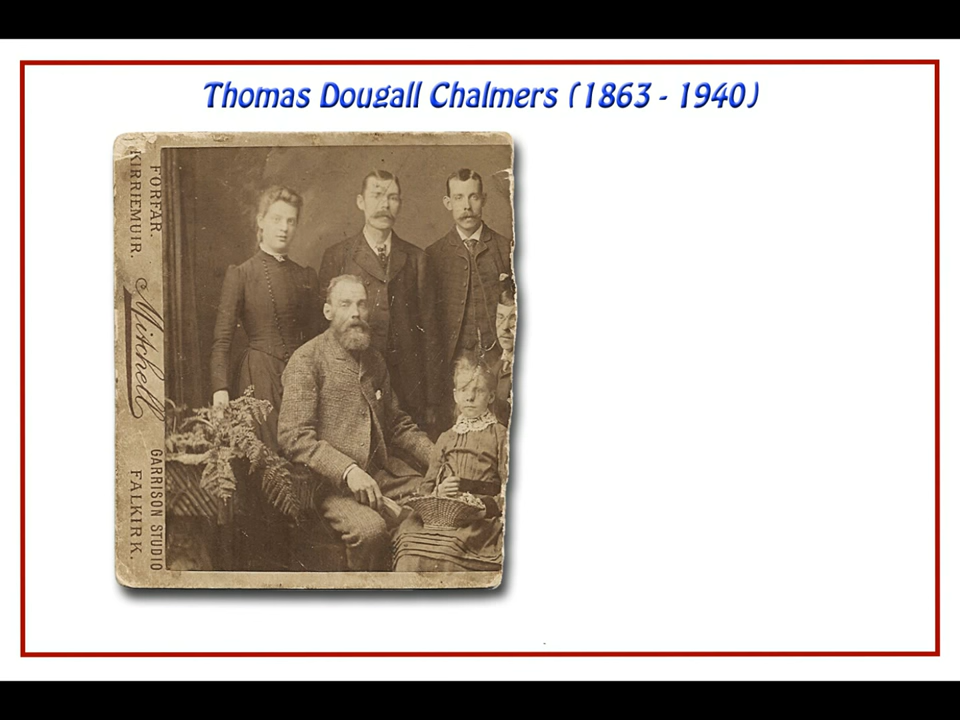 Thomas Dougall Chalmers (1863 - 1940)
FORFAR.
KIRRIEMUIR.
Mitchell
GARRISON STUDIO
FALKIRK.